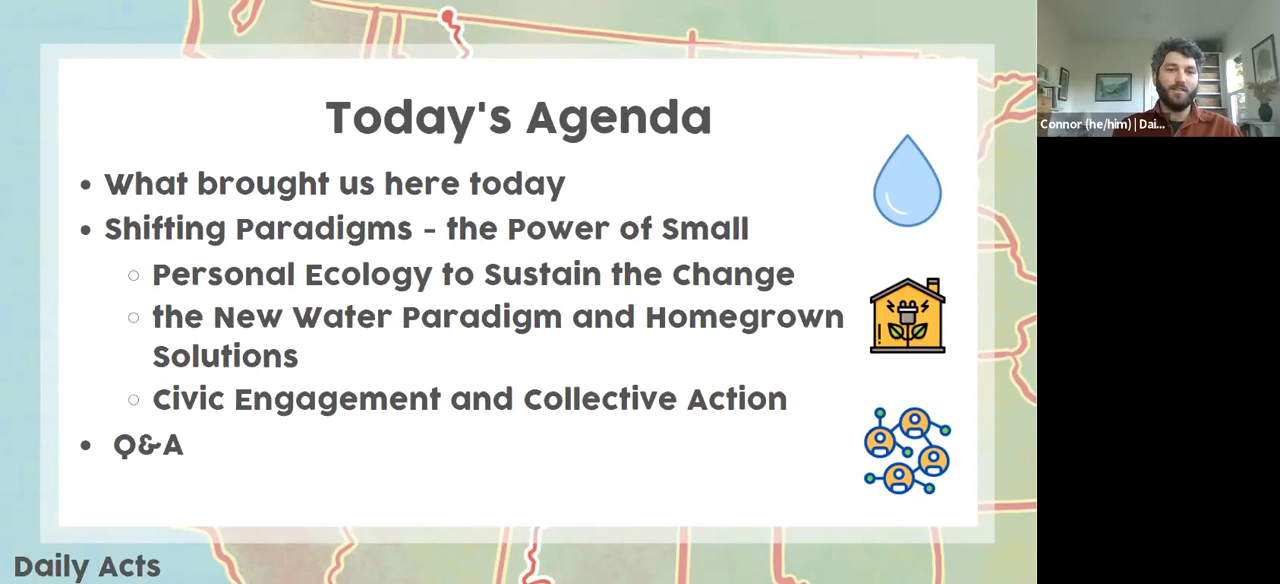 Today's Agenda
• What brought us here today
• Shifting Paradigms - the Power of Small
○ Personal Ecology to Sustain the Change
○ the New Water Paradigm and Homegrown
Solutions
○ Civic Engagement and Collective Action
• Q&A
Daily Acts
Connor (he/him) | Dai...